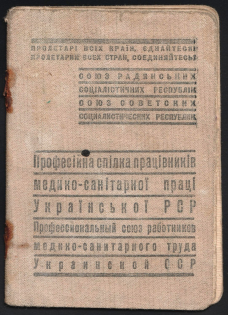 ПРОЛЕТАРІ ВСІХ КРАЇН, ЄДНАЙТЕСЯ!
ПРОЛЕТАРИИ ВСЕХ СТРАН, СОЕДИНЯЙТЕСЬ!
СОЮЗ РАДЯНСЬКИХ
СОЦІАЛІСТИЧНИХ РЕСПУБЛІК
СОЮЗ СОВЕТСКИХ
СОЦИАЛИСТИЧЕСКИХ РЕСПУБЛИК
Професійна спілка працівників
медико-санітарної праці
Української РСР
Профессиональный союз работников
медико-санитарного труда
Украинской ССР